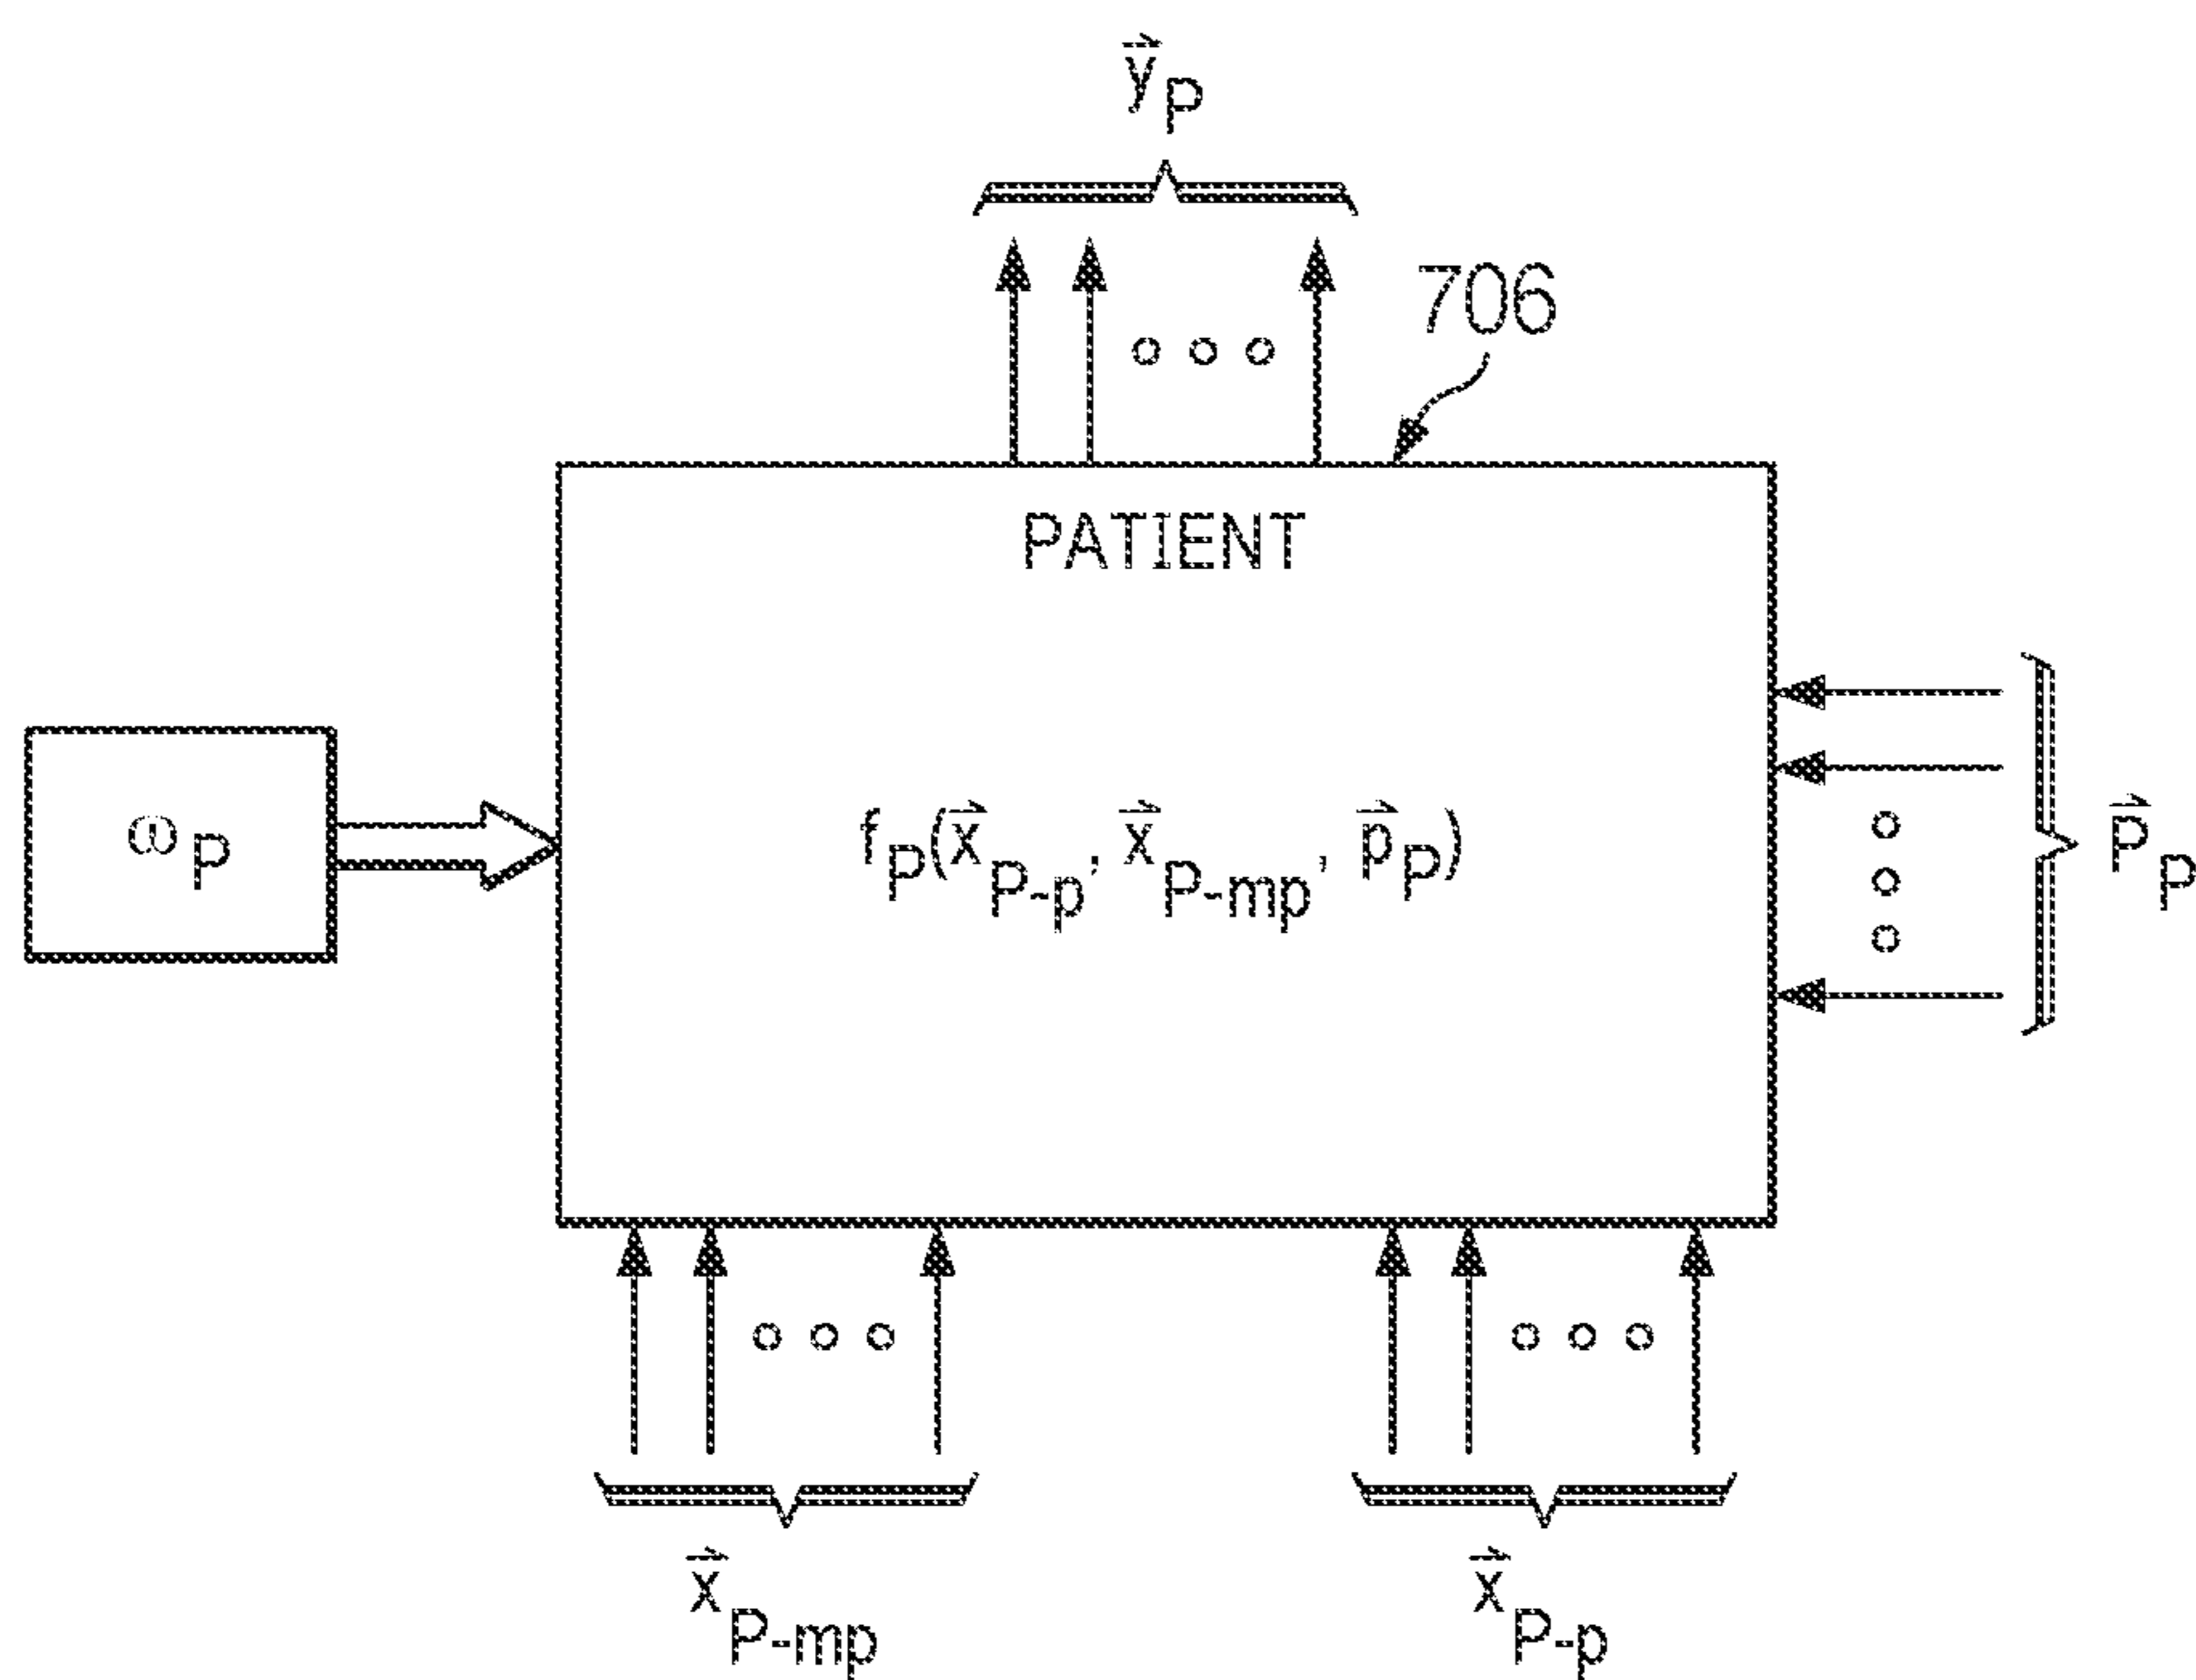 y⃗P
706
PATIENT
ωP
fP(x⃗P-p, x⃗P-mp, p⃗P)
P⃗P
x⃗P-mp
x⃗P-p